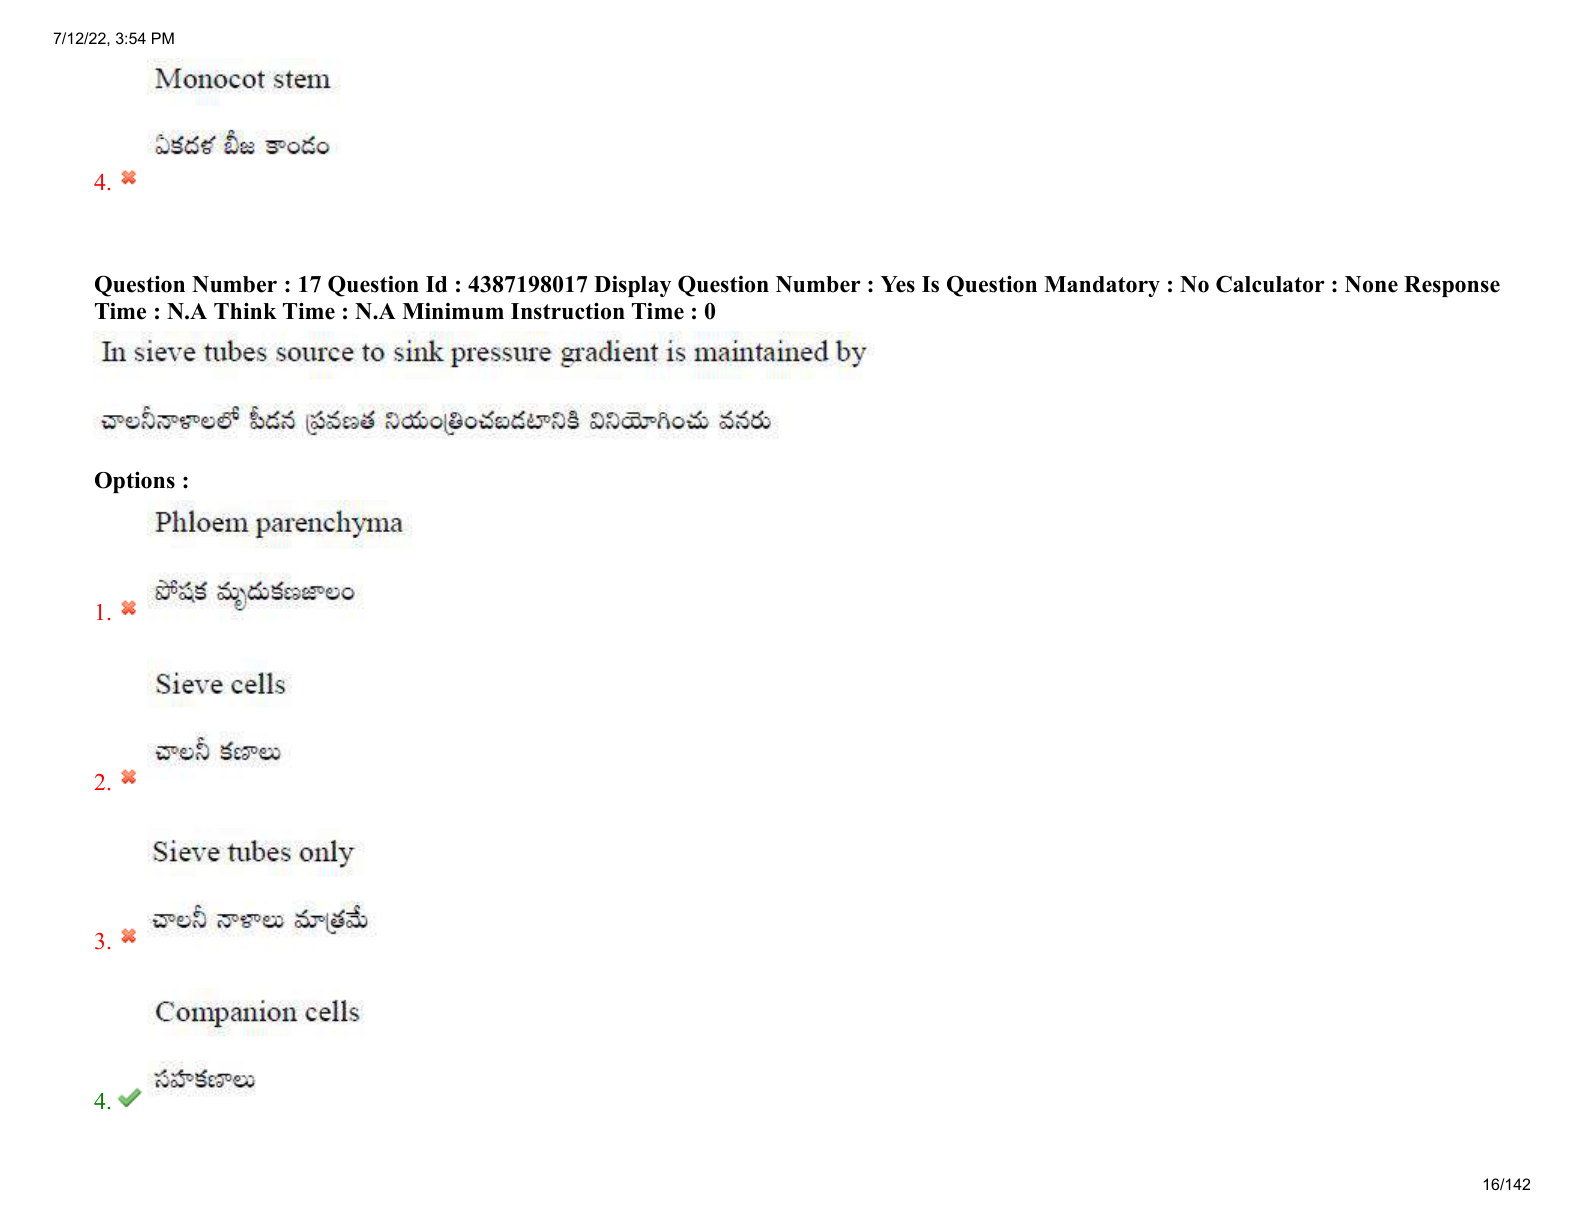 7/12/22, 3:54 PM
Monocot stem
ఏకదళ బీజ కాండం
4.
Question Number : 17 Question Id : 4387198017 Display Question Number : Yes Is Question Mandatory : No Calculator : None Response
Time : N.A Think Time : N.A Minimum Instruction Time : 0
In sieve tubes source to sink pressure gradient is maintained by
చాలనీనాళాలలో పీడన ప్రవణత నియంత్రించబడటానికి వినియోగించు వనరు
Options :
Phloem parenchyma
పోషక మృదుకణజాలం
1.
Sieve cells
చాలనీ కణాలు
2.
Sieve tubes only
చాలనీ నాళాలు మాత్రమే
3.
Companion cells
సహకణాలు
4.
16/142